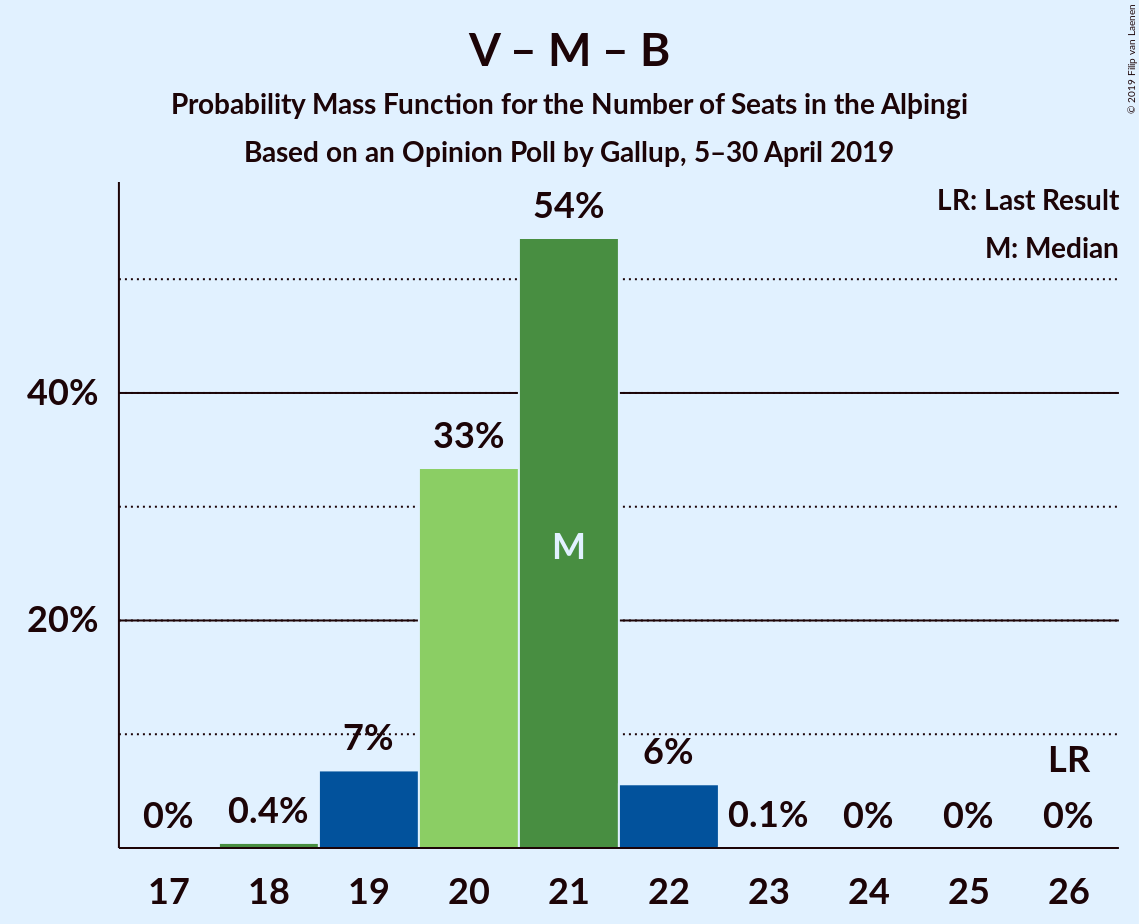 V – M – B
Probability Mass Function for the Number of Seats in the Alþingi
Based on an Opinion Poll by Gallup, 5–30 April 2019
© 2019 Filip van Laenen
LR: Last Result
M: Median
54%
40%
33%
M
20%
7%
6%
LR
0%
0.4%
0.1%
0%
0%
0%
17 18 19 20 21 22 23 24 25 26